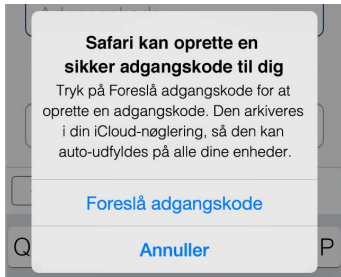 Adgangskode
Safari kan oprette en
sikker adgangskode til dig
Tryk på Foreslå adgangskode for at
oprette en adgangskode. Den arkiveres
i din iCloud-nøglering, så den kan
auto-udfyldes på alle dine enheder.
Foreslå adgangskode
Annuller
Q P